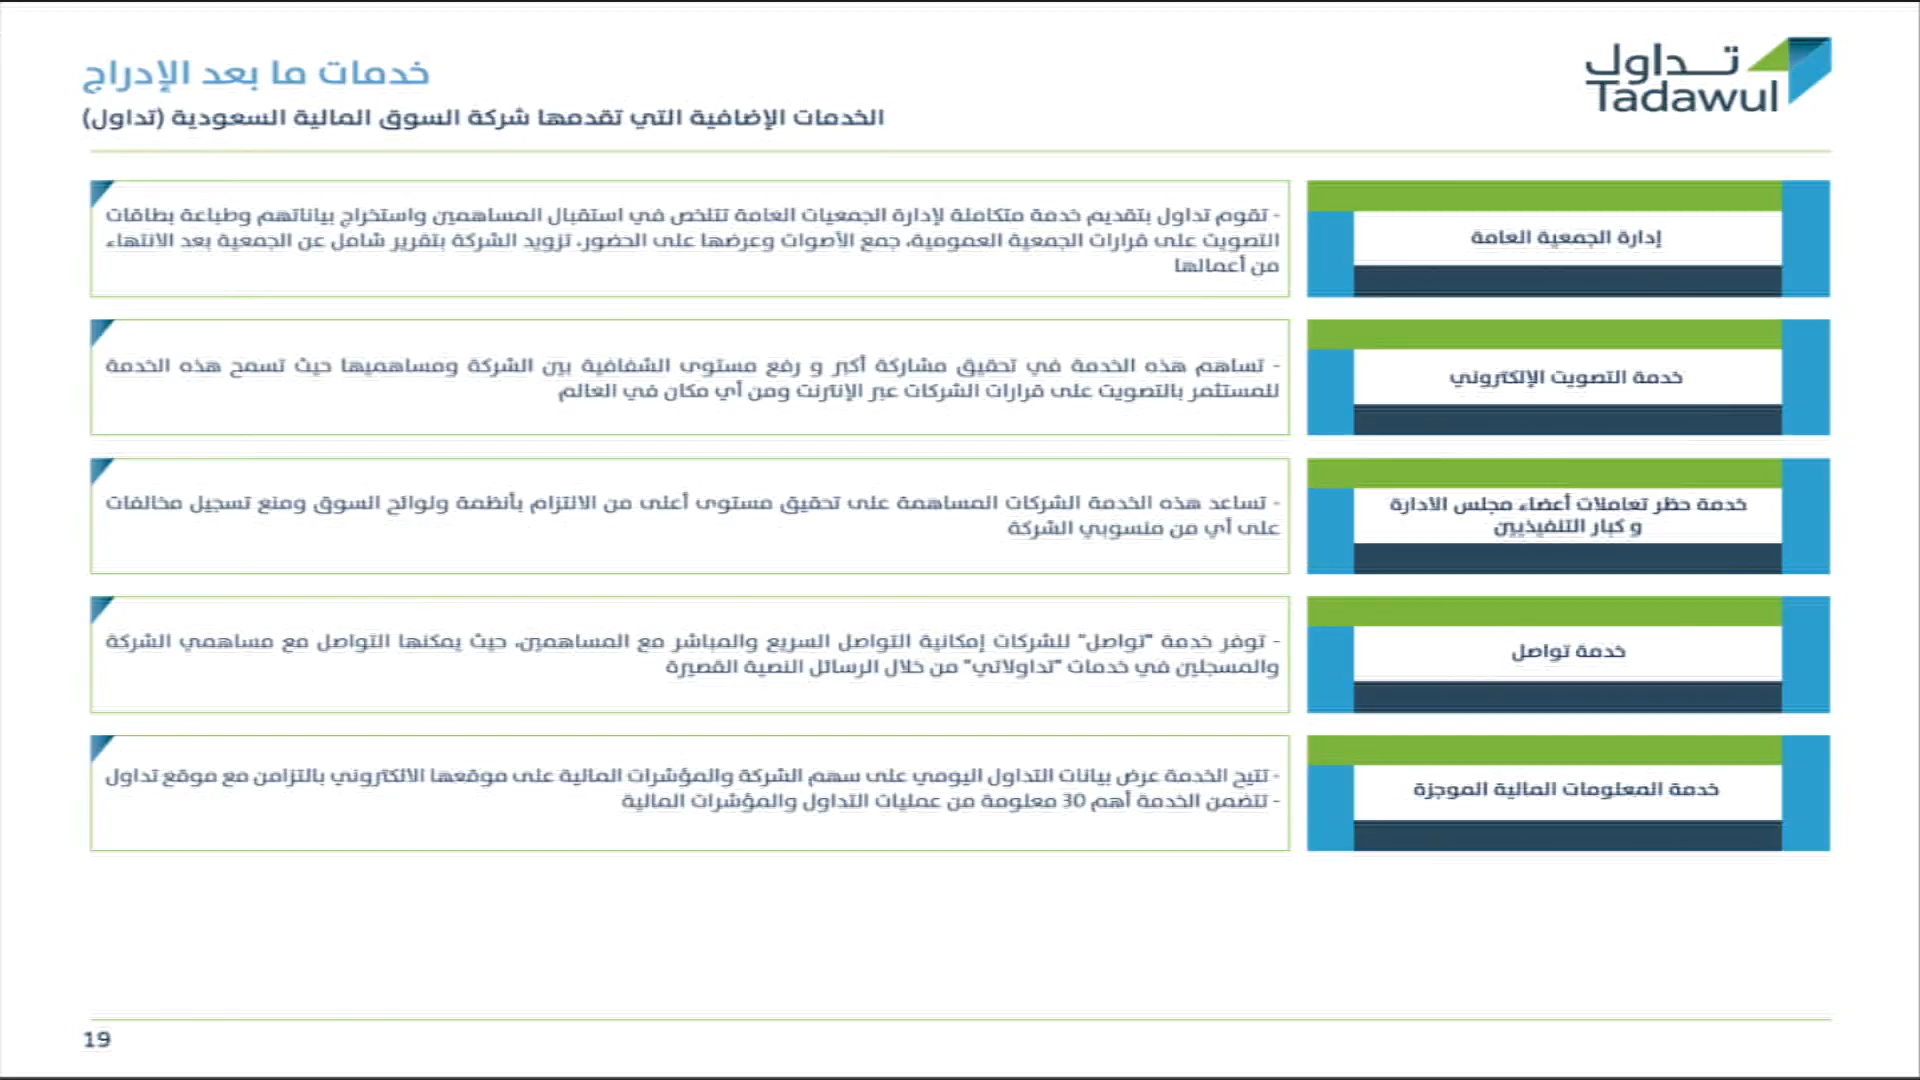 تداول
Tadawul
خدمات ما بعد الإدراج
الخدمات الإضافية التي تقدمها شركة السوق المالية السعودية (تداول)
إدارة الجمعية العامة
- تقوم تداول بتقديم خدمة متكاملة لإدارة الجمعيات العامة تتلخص في استقبال المساهمين واستخراج بياناتهم وطباعة بطاقات
التصويت على قرارات الجمعية العمومية، جمع الأصوات وعرضها على الحضور، تزويد الشركة بتقرير شامل عن الجمعية بعد الانتهاء
من أعمالها
خدمة التصويت الإلكتروني
- تساهم هذه الخدمة في تحقيق مشاركة أكبر و رفع مستوى الشفافية بين الشركة ومساهميها حيث تسمح هذه الخدمة
للمستثمر بالتصويت على قرارات الشركات عبر الإنترنت ومن أي مكان في العالم
خدمة حظر تعاملات أعضاء مجلس الادارة
و كبار التنفيذيين
- تساعد هذه الخدمة الشركات المساهمة على تحقيق مستوى أعلى من الالتزام بأنظمة ولوائح السوق ومنع تسجيل مخالفات
على أي من منسوبي الشركة
خدمة تواصل
- توفر خدمة "تواصل" للشركات إمكانية التواصل السريع والمباشر مع المساهمين، حيث يمكنها التواصل مع مساهمي الشركة
والمسجلين في خدمات "تداولاتي" من خلال الرسائل النصية القصيرة
خدمة المعلومات المالية الموجزة
- تتيح الخدمة عرض بيانات التداول اليومي على سهم الشركة والمؤشرات المالية على موقعها الالكتروني بالتزامن مع موقع تداول
- تتضمن الخدمة أهم 30 معلومة من عمليات التداول والمؤشرات المالية
19